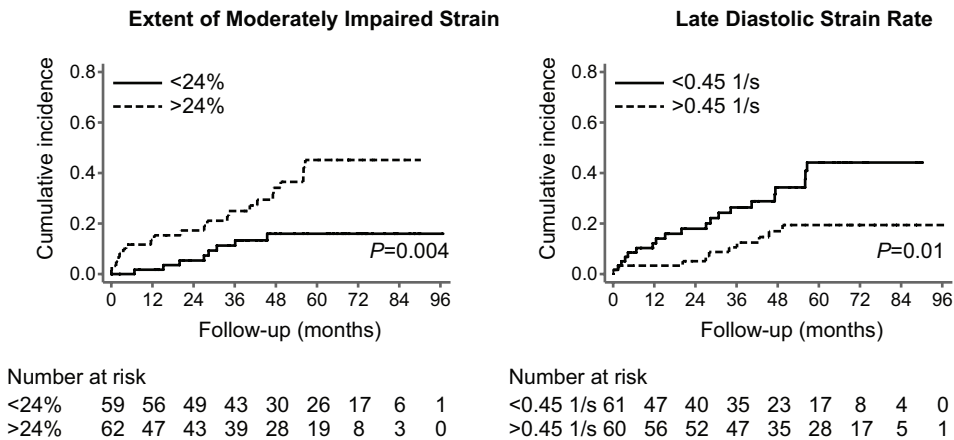 Extent of Moderately Impaired Strain
Cumulative incidence
0.8
0.6
0.4
0.2
0.0
<24%
>24%
P=0.004
0 12 24 36 48 60 72 84 96
Follow-up (months)
Number at risk
<24% 59 56 49 43 30 26 17 6 1
>24% 62 47 43 39 28 19 8 3 0
Late Diastolic Strain Rate
Cumulative incidence
0.8
0.6
0.4
0.2
0.0
<0.45 1/s
>0.45 1/s
P=0.01
0 12 24 36 48 60 72 84 96
Follow-up (months)
Number at risk
<0.45 1/s 61 47 40 35 23 17 8 4 0
>0.45 1/s 60 56 52 47 35 28 17 5 1